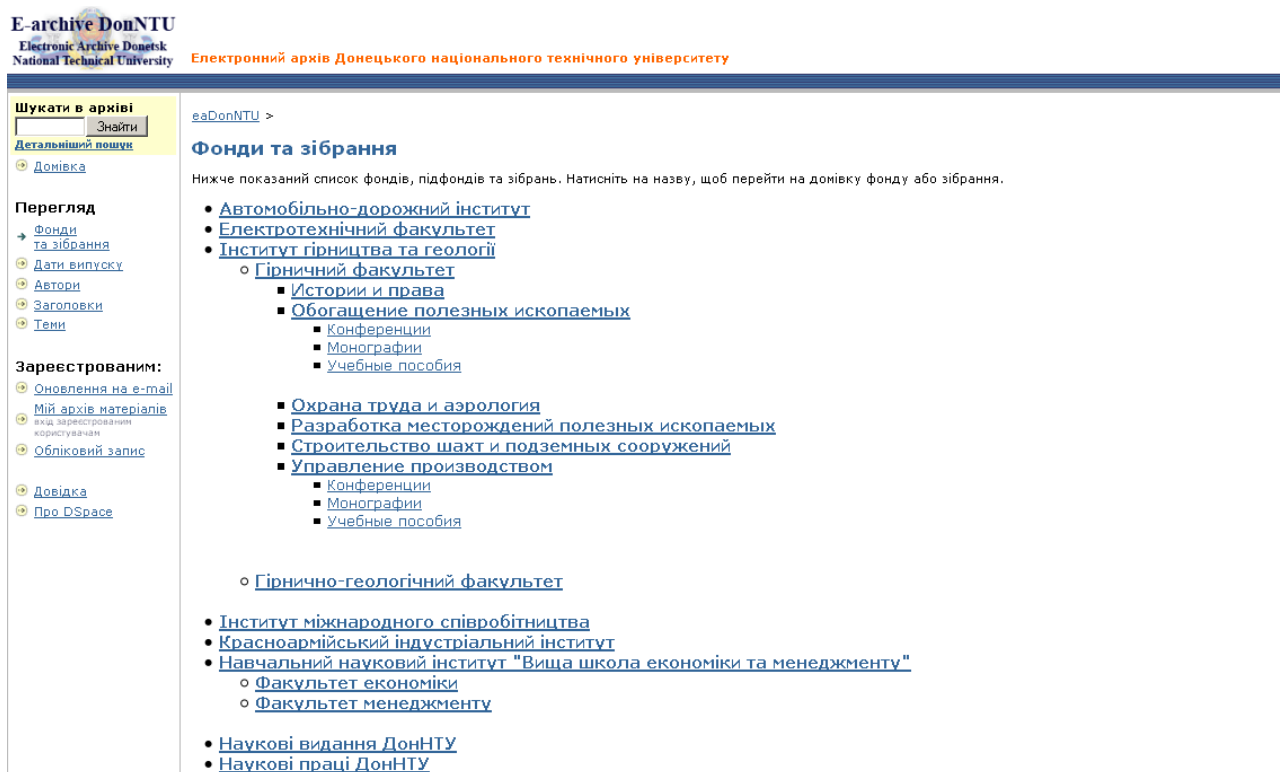 E-archive DonNTU
Electronic Archive Donetsk
National Technical University
Електронний архів Донецького національного технічного університету
Шукати в архіві
Знайти
Детальніший пошук
Домівка
Перегляд
Фонди
та зібрання
Дати випуску
Автори
Заголовки
Теми
Зареєстрованим:
Оновлення на e-mail
Мій архів матеріалів
вхід зареєстрованим
користувачам
Обліковий запис
Довідка
Про DSpace
eaDonNTU >
Фонди та зібрання
Нижче показаний список фондів, підфондів та зібрань. Натисніть на назву, щоб перейти на домівку фонду або зібрання.
Автомобільно-дорожний інститут
Електротехнічний факультет
Інститут гірництва та геології
Гірничний факультет
Истории и права
Обогащение полезных ископаемых
Конференции
Монографии
Учебные пособия
Охрана труда и аэрология
Разработка месторождений полезных ископаемых
Строительство шахт и подземных сооружений
Управление производством
Конференции
Монографии
Учебные пособия
Гірнично-геологічний факультет
Інститут міжнародного співробітництва
Красноармійський індустріальний інститут
Навчальний науковий інститут "Вища школа економіки та менеджменту"
Факультет економіки
Факультет менеджменту
Наукові видання ДонНТУ
Наукові праці ДонНТУ